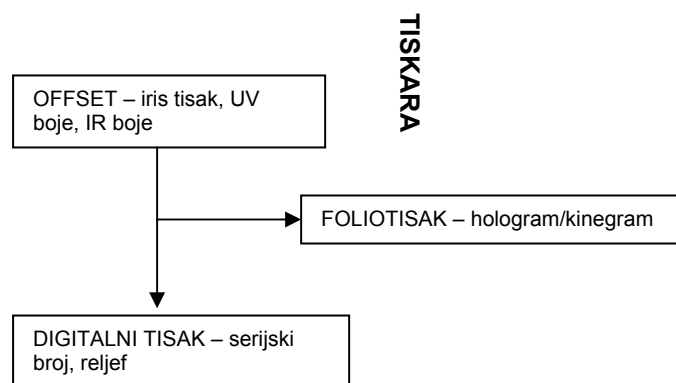 TISKARA
OFFSET – iris tisak, UV
boje, IR boje
FOLIOTISAK – hologram/kinegram
DIGITALNI TISAK – serijski
broj, reljef